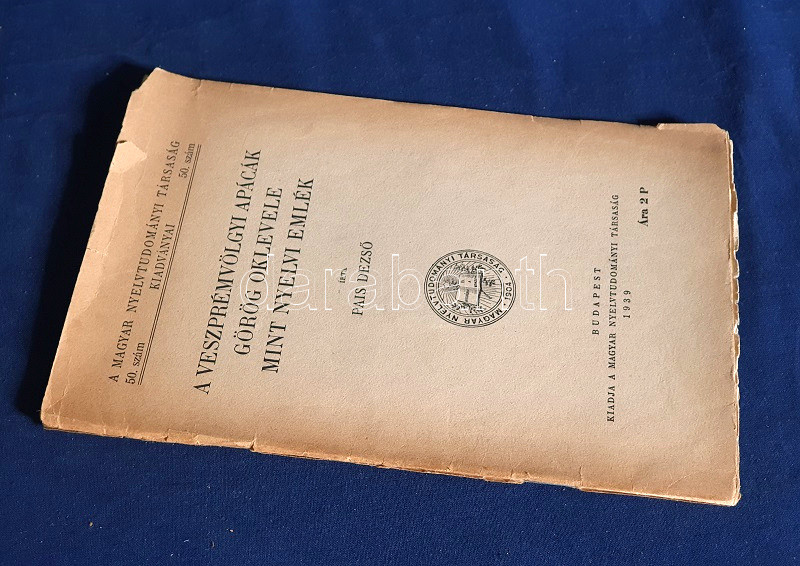 A MAGYAR NYELVTUDOMÁNYI TÁRSASÁG
KIADVÁNYAI
50. szám 50. szám
A VESZPRÉMVÖLGYI APÁCÁK
GÖRÖG OKLEVELE
MINT NYELVI EMLÉK
ÍRTA
PAIS DEZSŐ
MAGYAR NYELVTUDOMÁNYI TÁRSASÁG · 1904 ·
BUDAPEST
KIADJA A MAGYAR NYELVTUDOMÁNYI TÁRSASÁG
1939
Ára 2 P
darabanth